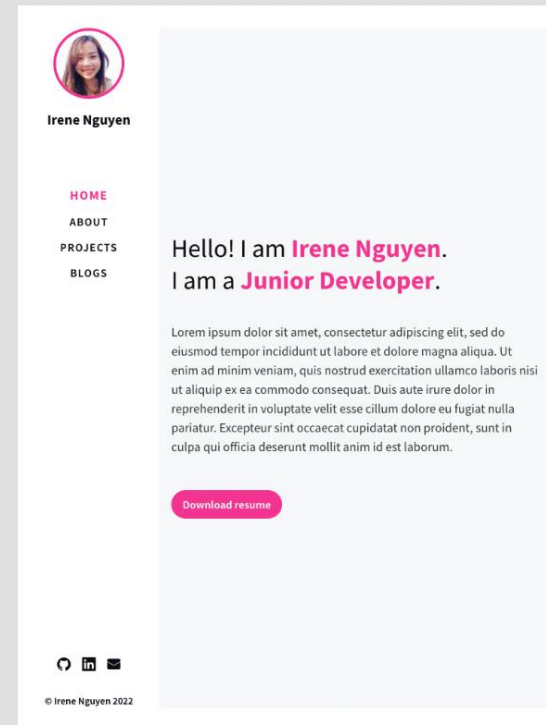 Irene Nguyen
HOME
ABOUT
PROJECTS
BLOGS
Hello! I am Irene Nguyen.
I am a Junior Developer.
Lorem ipsum dolor sit amet, consectetur adipiscing elit, sed do
eiusmod tempor incididunt ut labore et dolore magna aliqua. Ut
enim ad minim veniam, quis nostrud exercitation ullamco laboris nisi
ut aliquip ex ea commodo consequat. Duis aute irure dolor in
reprehenderit in voluptate velit esse cillum dolore eu fugiat nulla
pariatur. Excepteur sint occaecat cupidatat non proident, sunt in
culpa qui officia deserunt mollit anim id est laborum.
Download resume
in
© Irene Nguyen 2022